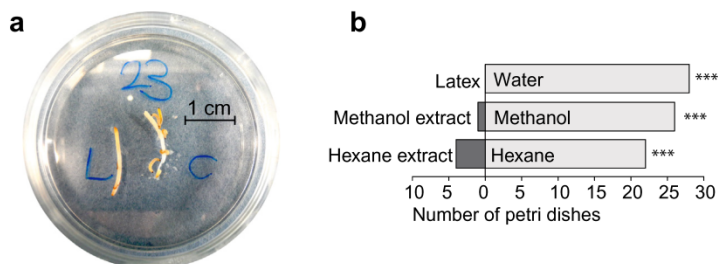 a
23
1 cm
L
C
b
Latex Water ***
Methanol extract Methanol ***
Hexane extract Hexane ***
10 5 0 5 10 15 20 25 30
Number of petri dishes